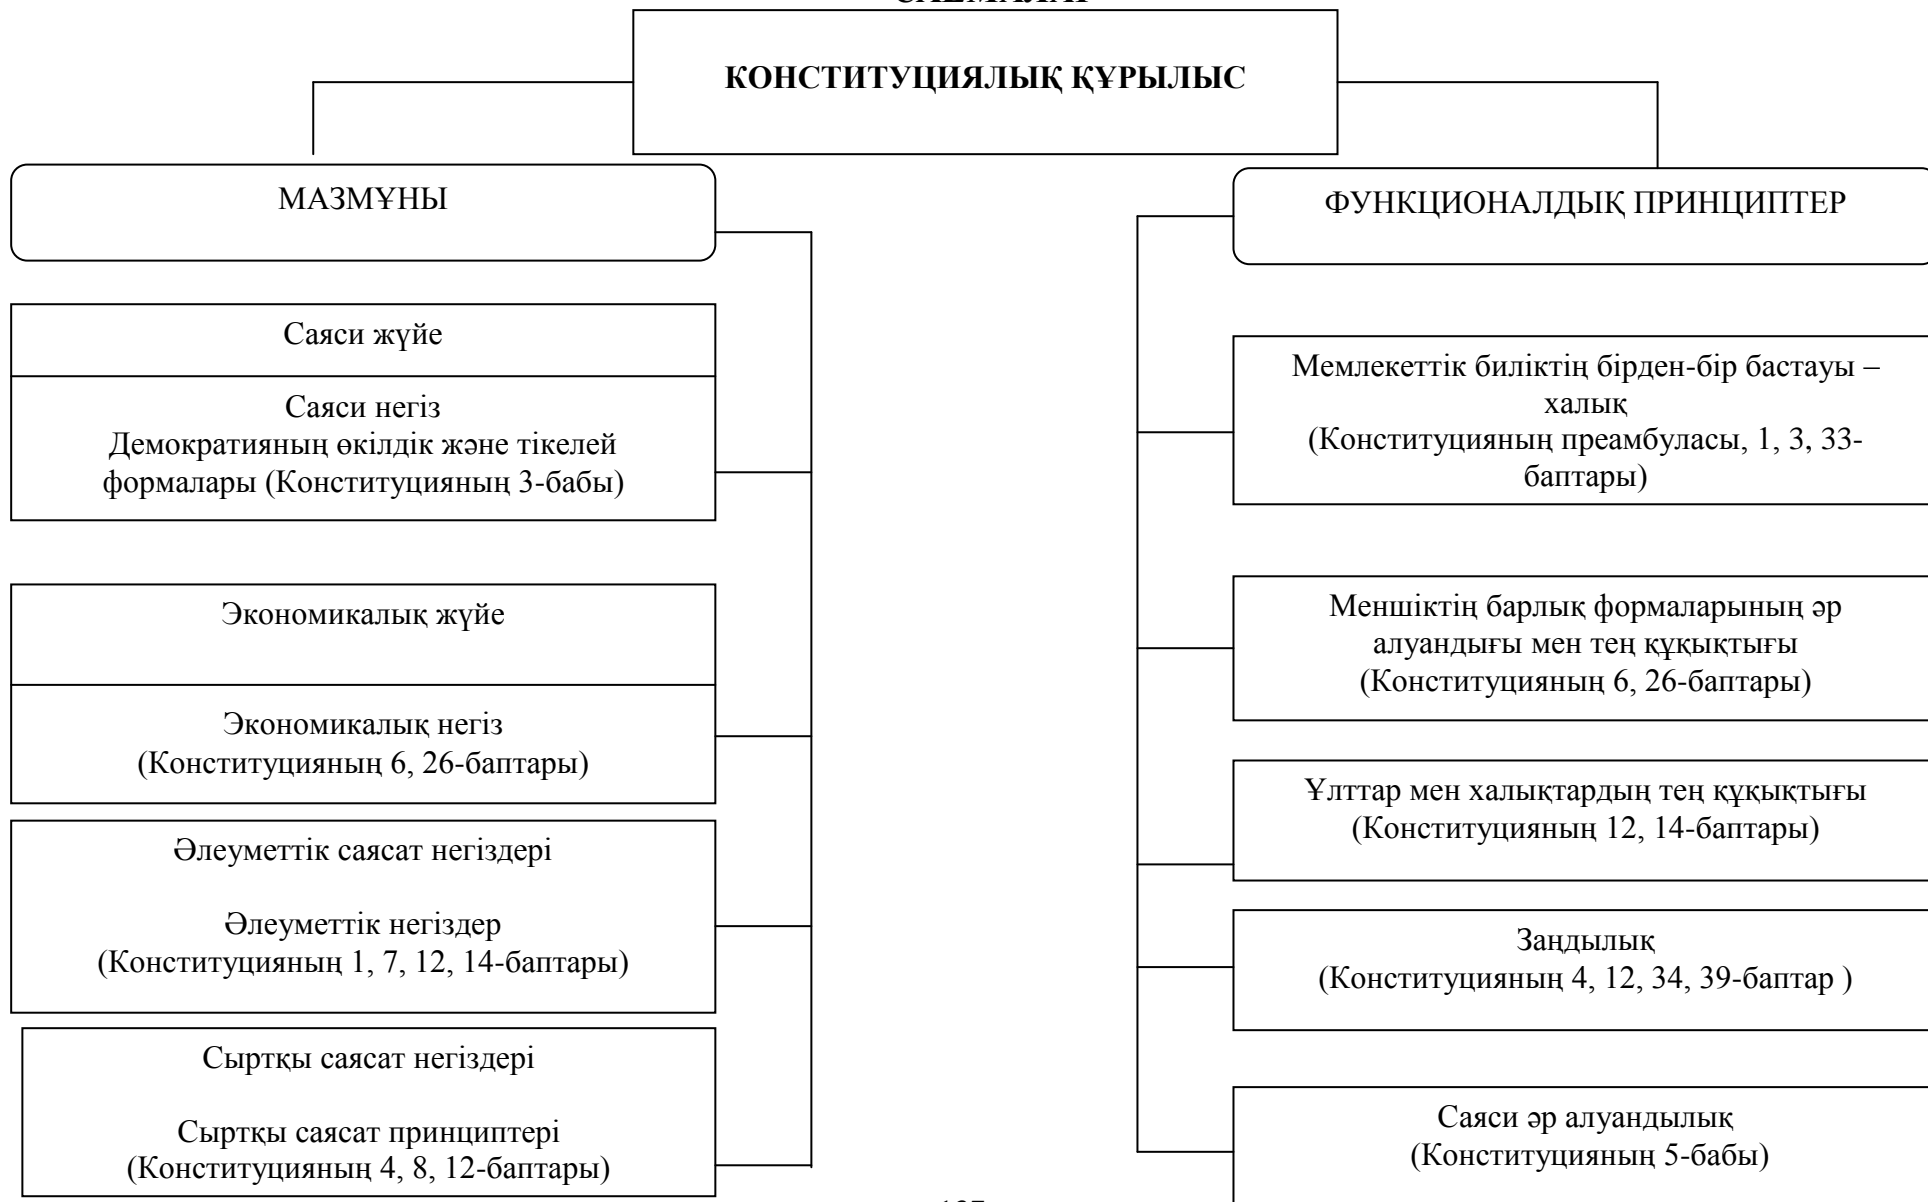 КОНСТИТУЦИЯЛЫҚ ҚҰРЫЛЫС
МАЗМҰНЫ
Саяси жүйе
Саяси негіз
Демократияның өкілдік және тікелей
формалары (Конституцияның 3-бабы)
Экономикалық жүйе
Экономикалық негіз
(Конституцияның 6, 26-баптары)
Әлеуметтік саясат негіздері
Әлеуметтік негіздер
(Конституцияның 1, 7, 12, 14-баптары)
Сыртқы саясат негіздері
Сыртқы саясат принциптері
(Конституцияның 4, 8, 12-баптары)
ФУНКЦИОНАЛДЫҚ ПРИНЦИПТЕР
Мемлекеттік биліктің бірден-бір бастауы –
халық
(Конституцияның преамбуласы, 1, 3, 33-
баптары)
Меншіктің барлық формаларының әр
алуандығы мен тең құқықтығы
(Конституцияның 6, 26-баптары)
Ұлттар мен халықтардың тең құқықтығы
(Конституцияның 12, 14-баптары)
Заңдылық
(Конституцияның 4, 12, 34, 39-баптар )
Саяси әр алуандылық
(Конституцияның 5-бабы)